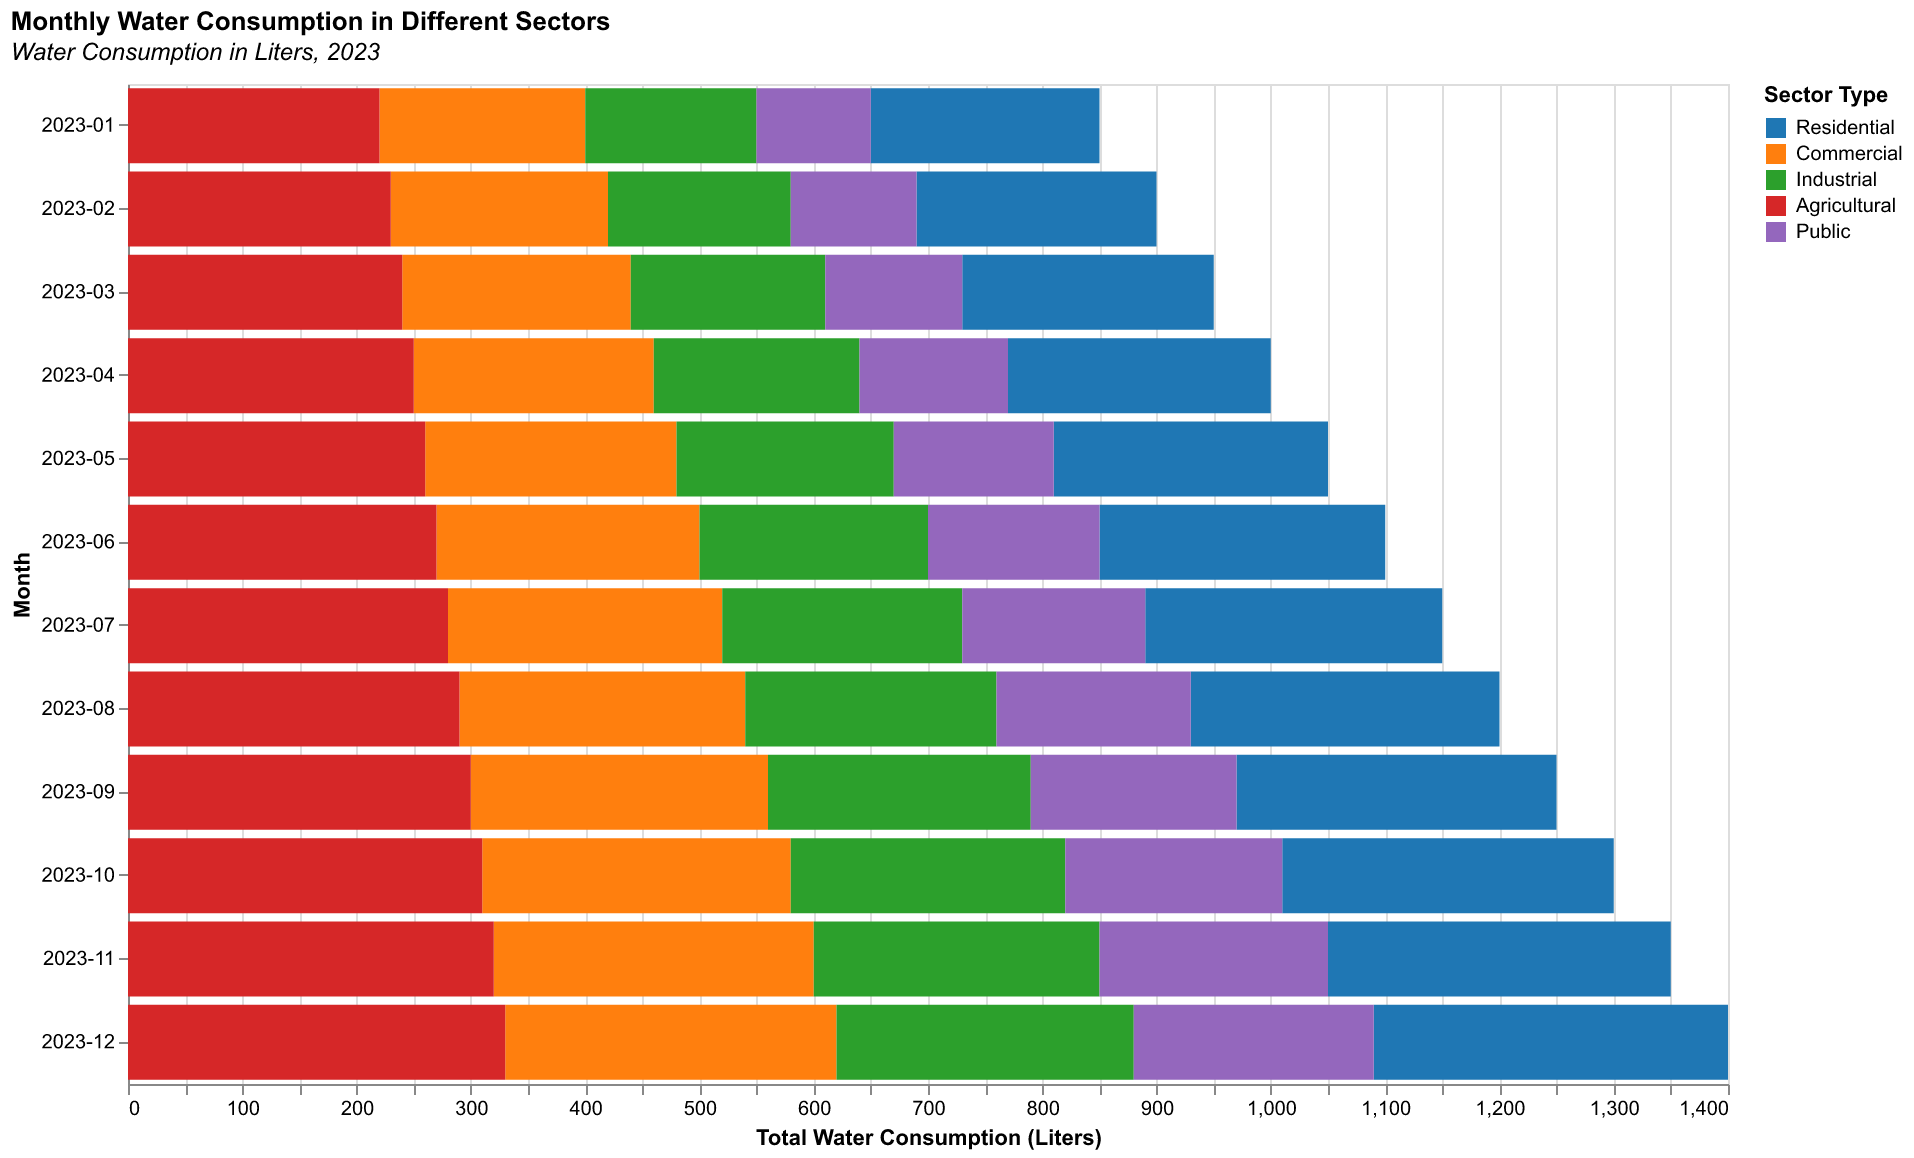 Monthly Water Consumption in Different Sectors
Water Consumption in Liters, 2023
Sector Type
Residential
Commercial
Industrial
Agricultural
Public
Month
2023-01
2023-02
2023-03
2023-04
2023-05
2023-06
2023-07
2023-08
2023-09
2023-10
2023-11
2023-12
0 100 200 300 400 500 600 700 800 900 1,000 1,100 1,200 1,300 1,400
Total Water Consumption (Liters)